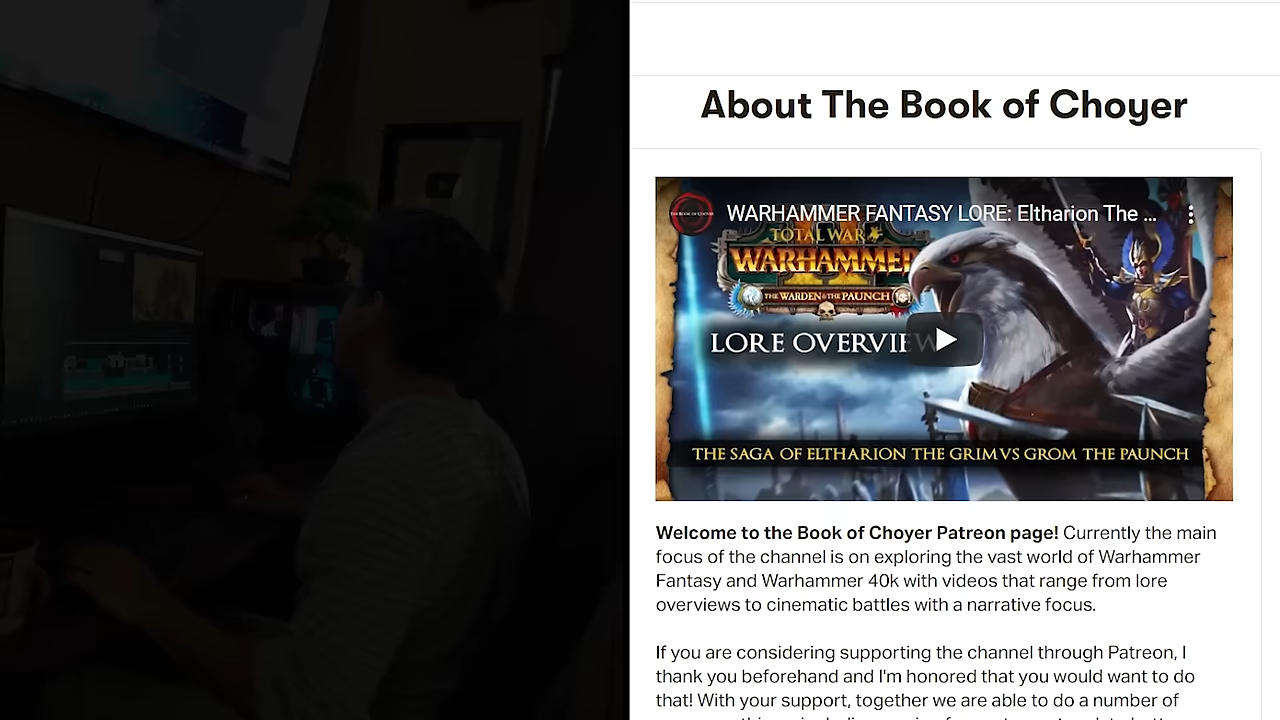 About The Book of Choyer
THE BOOK OF CHOYER
WARHAMMER FANTASY LORE: Eltharion The ...
TOTAL WAR
WARHAMMER
THE WARDEN & THE PAUNCH
LORE OVERVIEW
THE SAGA OF ELTHARION THE GRIM VS GROM THE PAUNCH
Welcome to the Book of Choyer Patreon page! Currently the main
focus of the channel is on exploring the vast world of Warhammer
Fantasy and Warhammer 40k with videos that range from lore
overviews to cinematic battles with a narrative focus.
If you are considering supporting the channel through Patreon, I
thank you beforehand and I'm honored that you would want to do
that! With your support, together we are able to do a number of